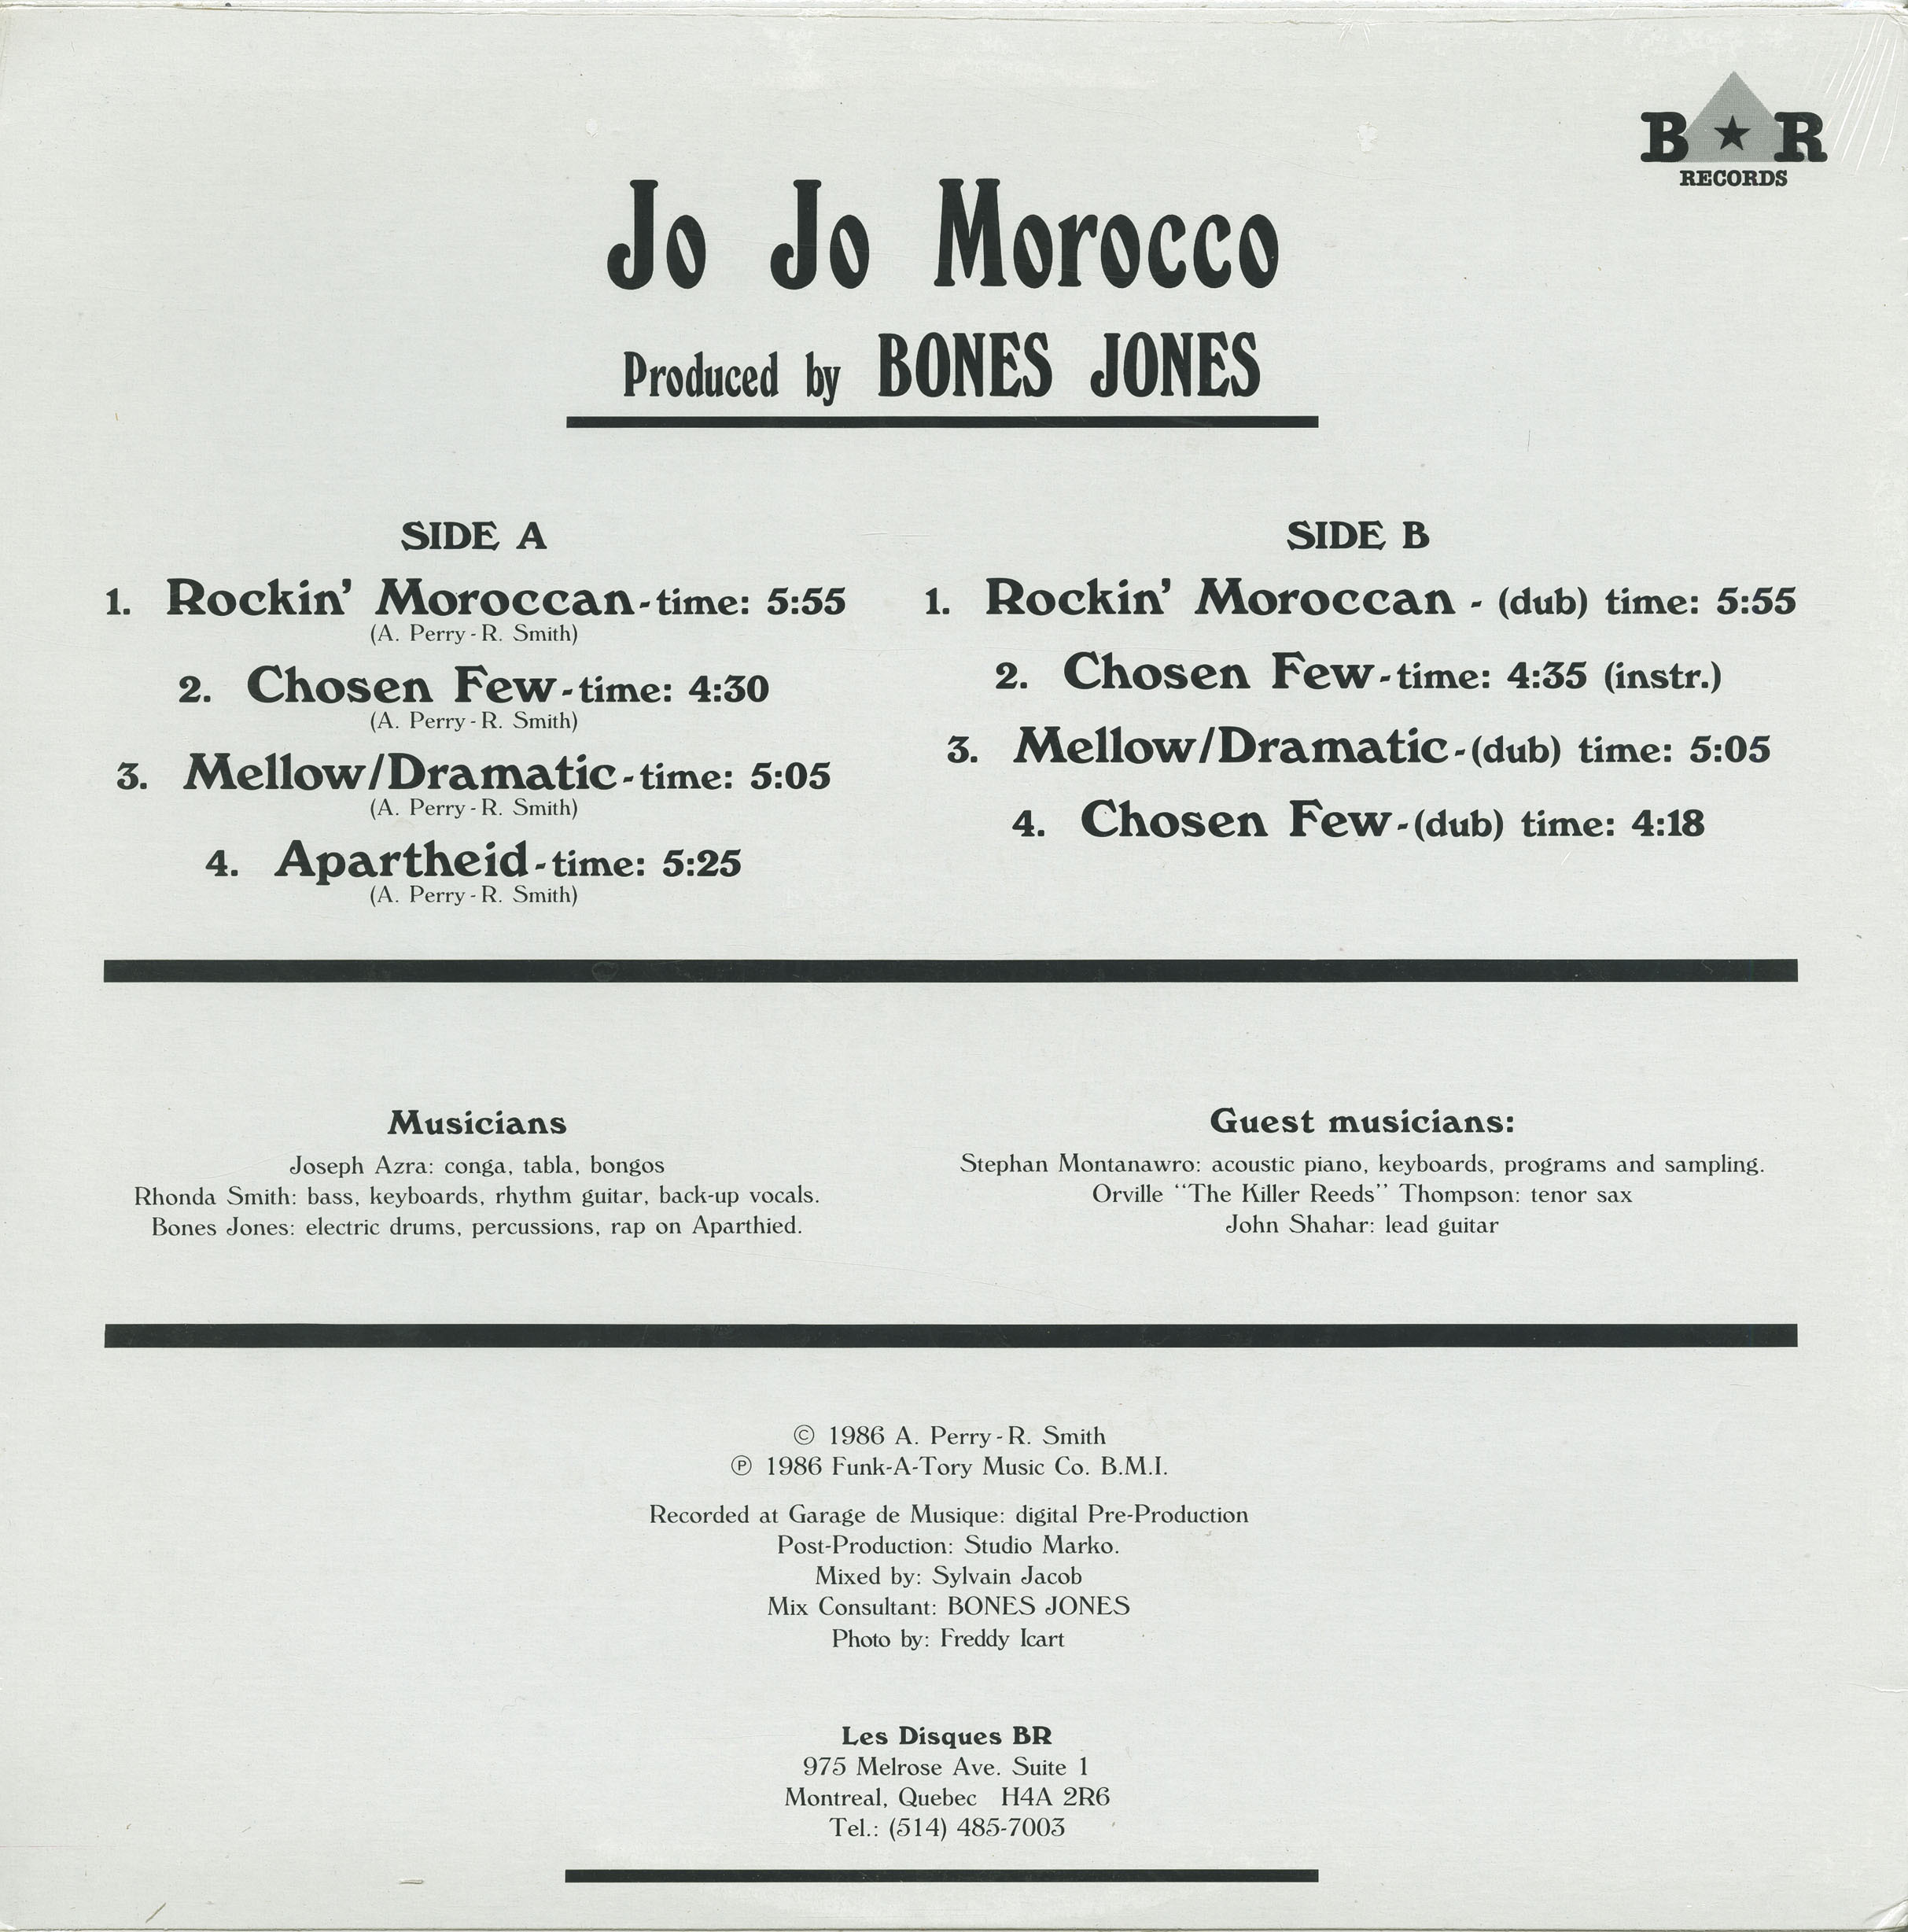 B★R
RECORDS
Jo Jo Morocco
Produced by BONES JONES
SIDE A
1. Rockin' Moroccan-time: 5:55
(A. Perry-R. Smith)
2. Chosen Few-time: 4:30
(A. Perry-R. Smith)
3. Mellow/Dramatic-time: 5:05
(A. Perry-R. Smith)
4. Apartheid-time: 5:25
(A. Perry-R. Smith)
SIDE B
1. Rockin' Moroccan - (dub) time: 5:55
2. Chosen Few-time: 4:35 (instr.)
3. Mellow/Dramatic-(dub) time: 5:05
4. Chosen Few-(dub) time: 4:18
Musicians
Joseph Azra: conga, tabla, bongos
Rhonda Smith: bass, keyboards, rhythm guitar, back-up vocals.
Bones Jones: electric drums, percussions, rap on Aparthied.
Guest musicians:
Stephan Montanawro: acoustic piano, keyboards, programs and sampling.
Orville ''The Killer Reeds'' Thompson: tenor sax
John Shahar: lead guitar
© 1986 A. Perry-R. Smith
℗ 1986 Funk-A-Tory Music Co. B.M.I.
Recorded at Garage de Musique: digital Pre-Production
Post-Production: Studio Marko.
Mixed by: Sylvain Jacob
Mix Consultant: BONES JONES
Photo by: Freddy Icart
Les Disques BR
975 Melrose Ave. Suite 1
Montreal, Quebec H4A 2R6
Tel.: (514) 485-7003